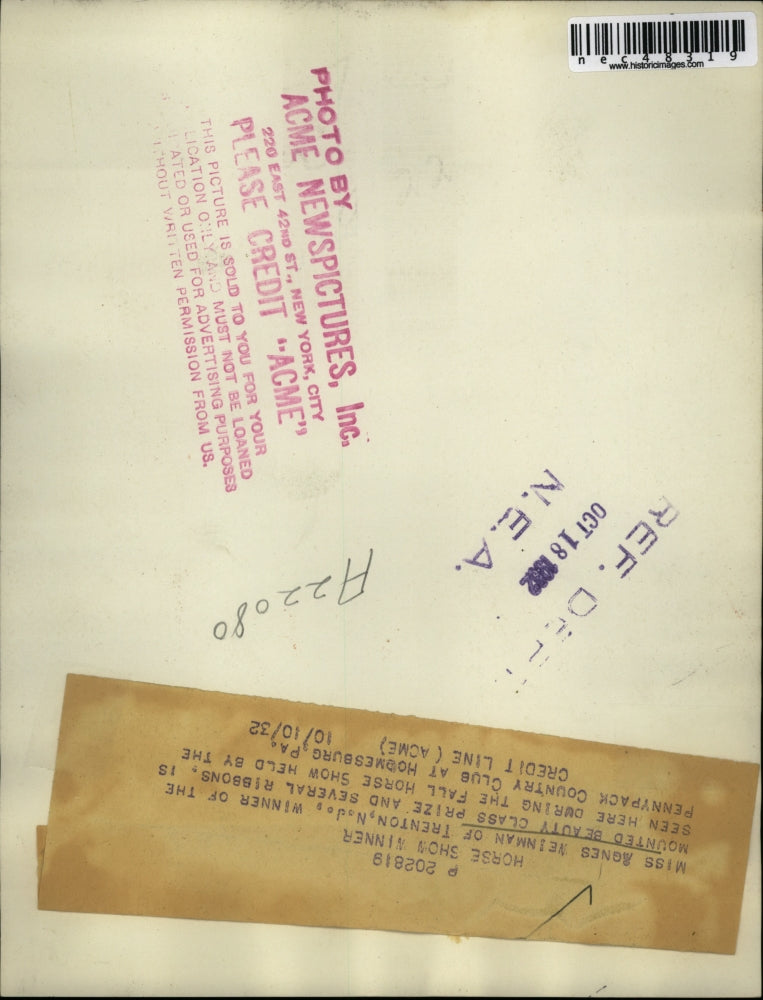 nec48319
www.historicimages.com
PHOTO BY
ACME NEWSPICTURES, Inc.
220 EAST 42ND ST., NEW YORK, CITY
PLEASE CREDIT "ACME"
THIS PICTURE IS SOLD TO YOU FOR YOUR
LICATION ONLY AND MUST NOT BE LOANED
ATED OR USED FOR ADVERTISING PURPOSES
THOUT WRITTEN PERMISSION FROM US.
REF. DEPT.
OCT 18 1932
N.E.A.
A22080
P 202819
HORSE SHOW WINNER
MISS AGNES WEINMAN OF TRENTON, N.J., WINNER OF THE
MOUNTED BEAUTY CLASS PRIZE AND SEVERAL RIBBONS, IS
SEEN HERE DURING THE FALL HORSE SHOW HELD BY THE
PENNYPACK COUNTRY CLUB AT HOMESBURG, PA.
CREDIT LINE (ACME) 10/10/32